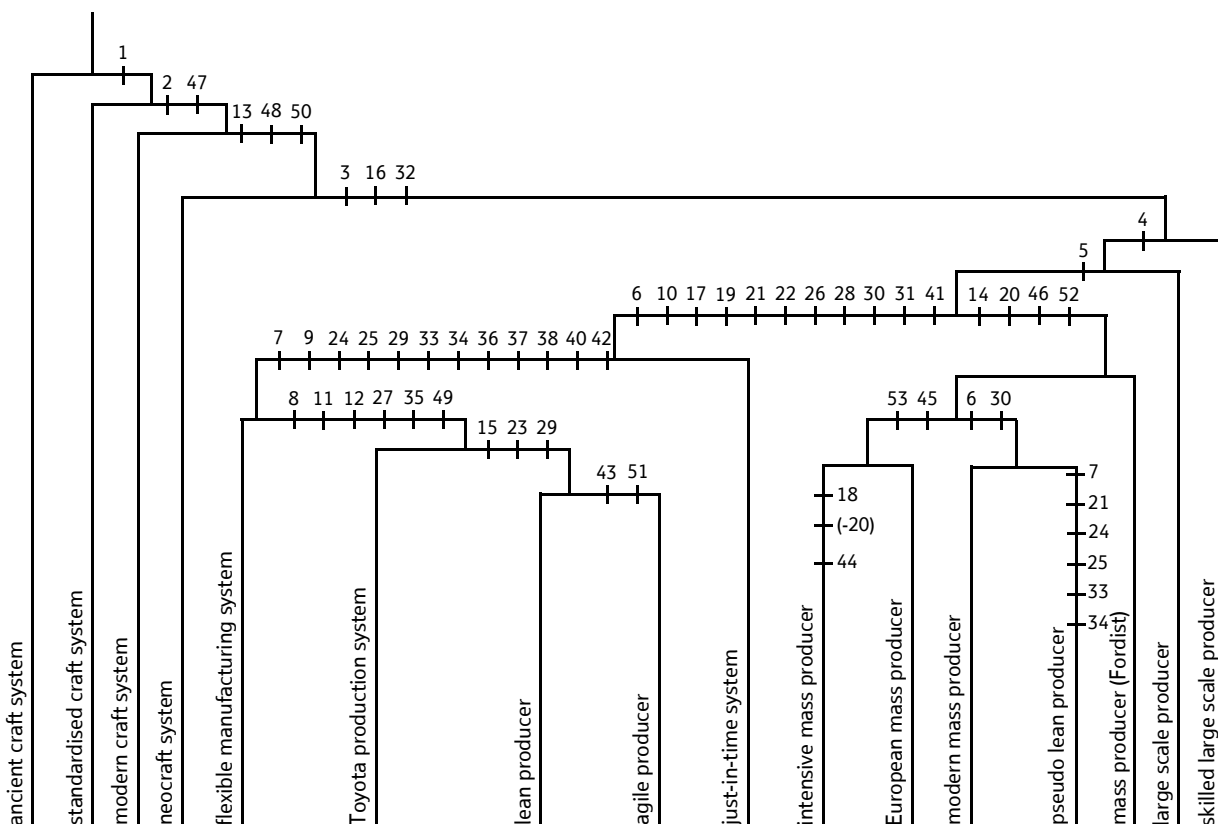 1
2 47
13 48 50
3 16 32
4
5
6 10 17 19 21 22 26 28 30 31 41 14 20 46 52
7 9 24 25 29 33 34 36 37 38 40 42
8 11 12 27 35 49 53 45 6 30
15 23 29
43 51
7
18
21
(-20)
24
44
25
33
34
ancient craft system
standardised craft system
modern craft system
neocraft system
flexible manufacturing system
Toyota production system
lean producer
agile producer
just-in-time system
intensive mass producer
European mass producer
modern mass producer
pseudo lean producer
mass producer (Fordist)
large scale producer
skilled large scale producer